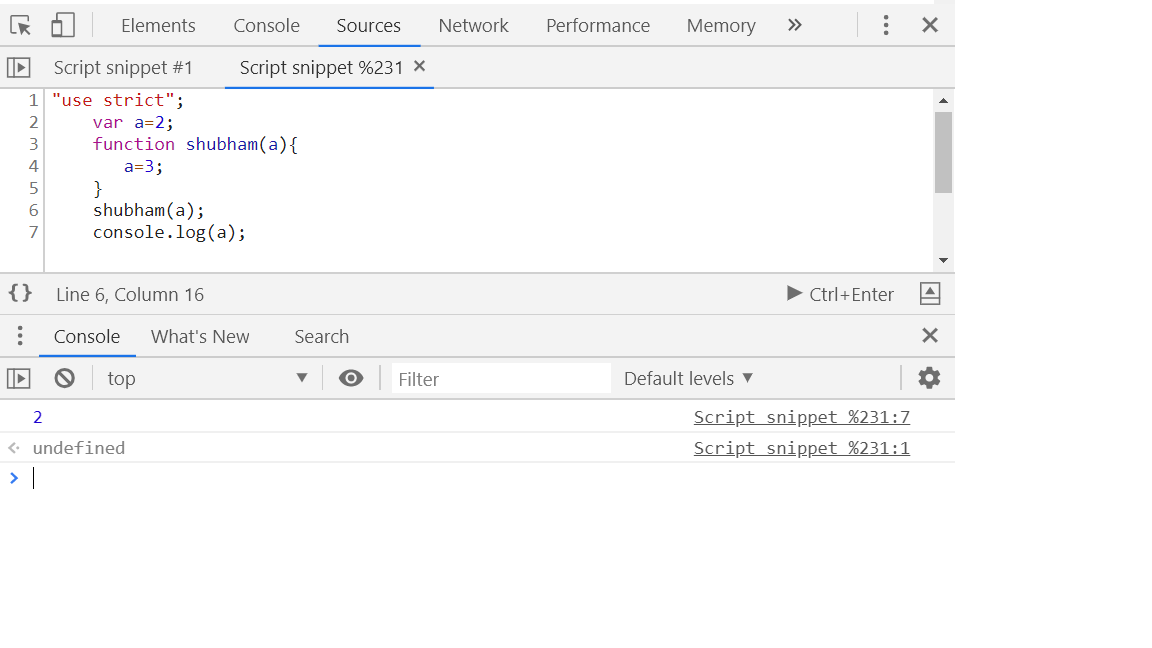 Elements Console Sources Network Performance Memory »
Script snippet #1 Script snippet %231 ×
1 "use strict";
2 var a=2;
3 function shubham(a){
4 a=3;
5 }
6 shubham(a);
7 console.log(a);
{} Line 6, Column 16 Ctrl+Enter
Console What's New Search
top Filter Default levels
2 Script snippet %231:7
undefined Script snippet %231:1